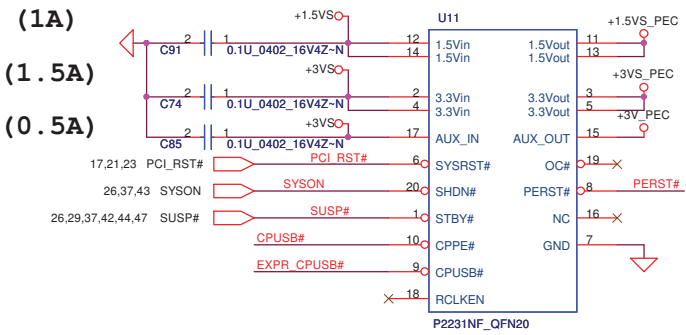 (1A)
+1.5VS
U11
+1.5VS_PEC
C91 2 1 0.1U_0402_16V4Z~N
12 1.5Vin 1.5Vout 11
14 1.5Vin 1.5Vout 13
(1.5A)
+3VS
+3VS_PEC
C74 2 1 0.1U_0402_16V4Z~N
2 3.3Vin 3.3Vout 3
4 3.3Vin 3.3Vout 5
(0.5A)
+3VS
+3V_PEC
C85 2 1 0.1U_0402_16V4Z~N
17 AUX_IN AUX_OUT 15
17,21,23 PCI_RST# PCI_RST# 6 SYSRST# OC# 19
26,37,43 SYSON SYSON 20 SHDN# PERST# 8 PERST#
26,29,37,42,44,47 SUSP# SUSP# 1 STBY# NC 16
CPUSB# 10 CPPE# GND 7
EXPR_CPUSB# 9 CPUSB#
18 RCLKEN
P2231NF_QFN20